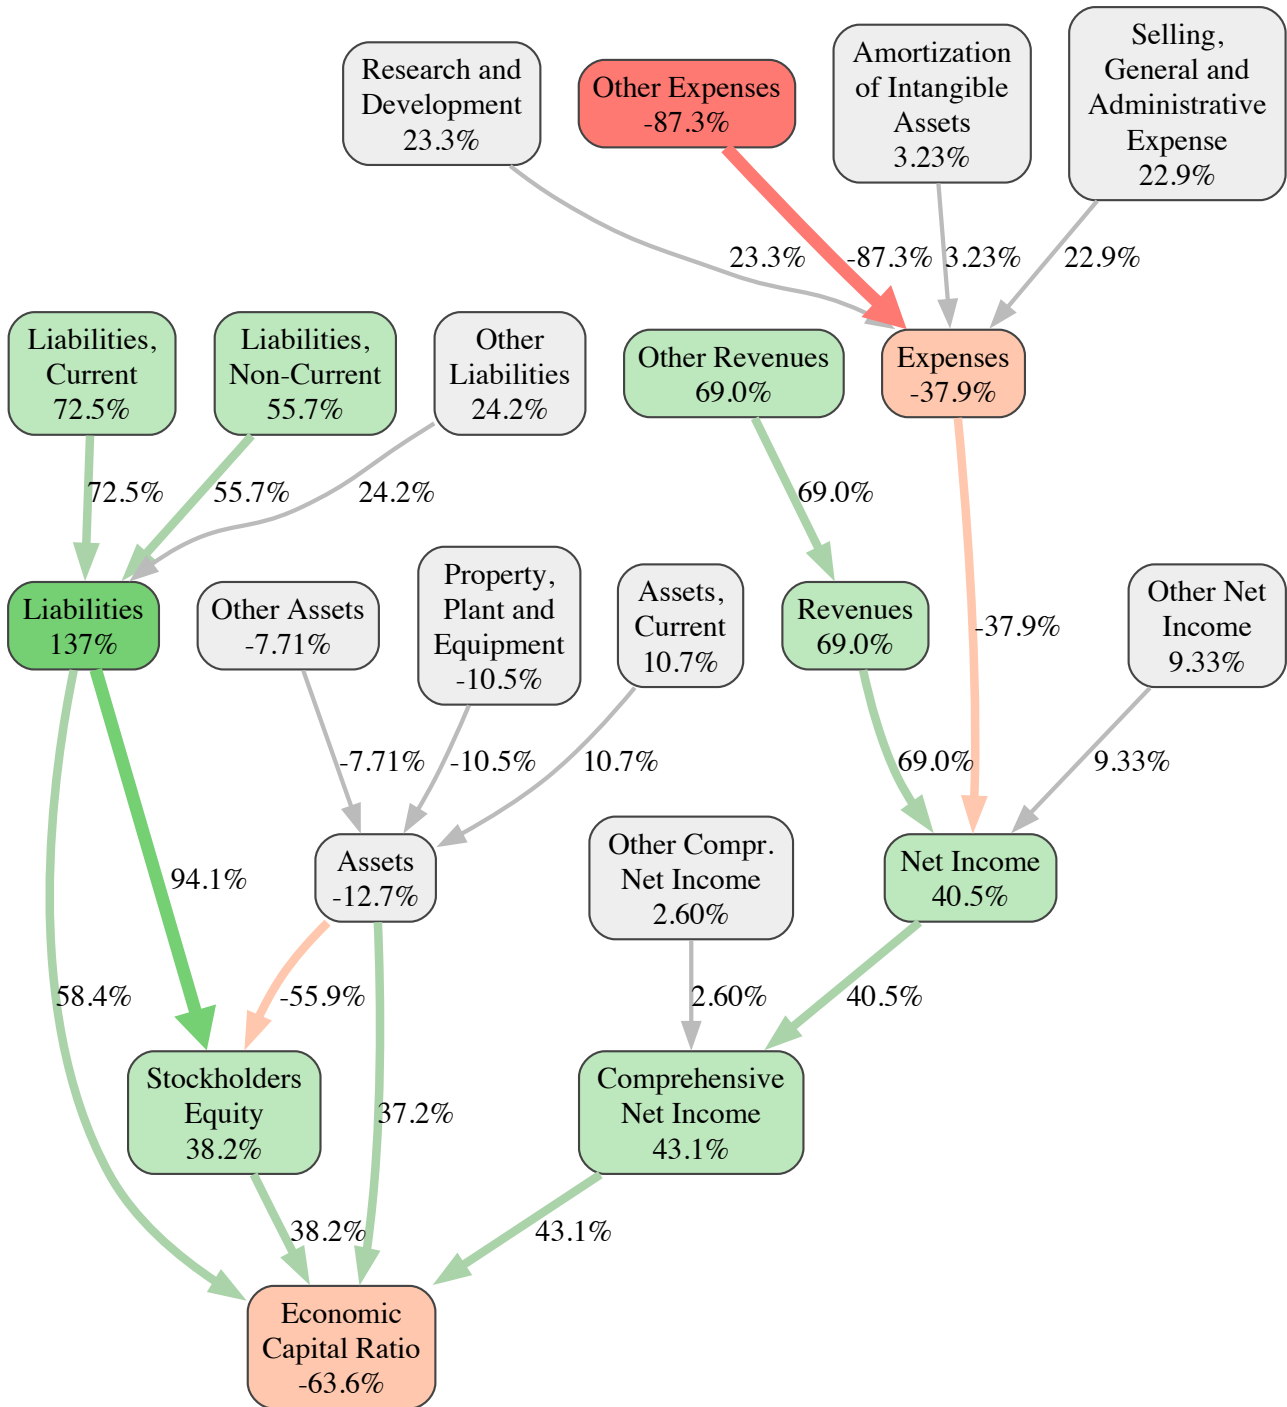 Research and
Development
23.3%
Other Expenses
-87.3%
Amortization
of Intangible
Assets
3.23%
Selling,
General and
Administrative
Expense
22.9%
23.3%
-87.3%
3.23%
22.9%
Liabilities,
Current
72.5%
Liabilities,
Non-Current
55.7%
Other
Liabilities
24.2%
Other Revenues
69.0%
Expenses
-37.9%
72.5%
55.7%
24.2%
69.0%
Liabilities
137%
Other Assets
-7.71%
Property,
Plant and
Equipment
-10.5%
Assets,
Current
10.7%
Revenues
69.0%
-37.9%
Other Net
Income
9.33%
-7.71%
-10.5%
10.7%
69.0%
9.33%
94.1%
Assets
-12.7%
Other Compr.
Net Income
2.60%
Net Income
40.5%
58.4%
-55.9%
2.60%
40.5%
Stockholders
Equity
38.2%
37.2%
Comprehensive
Net Income
43.1%
38.2%
43.1%
Economic
Capital Ratio
-63.6%